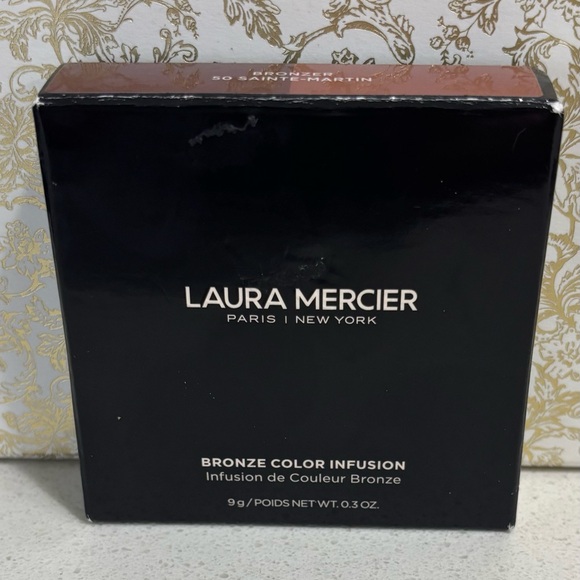 BRONZER
50 SAINTE-MARTIN
LAURA MERCIER
PARIS | NEW YORK
BRONZE COLOR INFUSION
Infusion de Couleur Bronze
9 g / POIDS NET WT. 0.3 OZ.